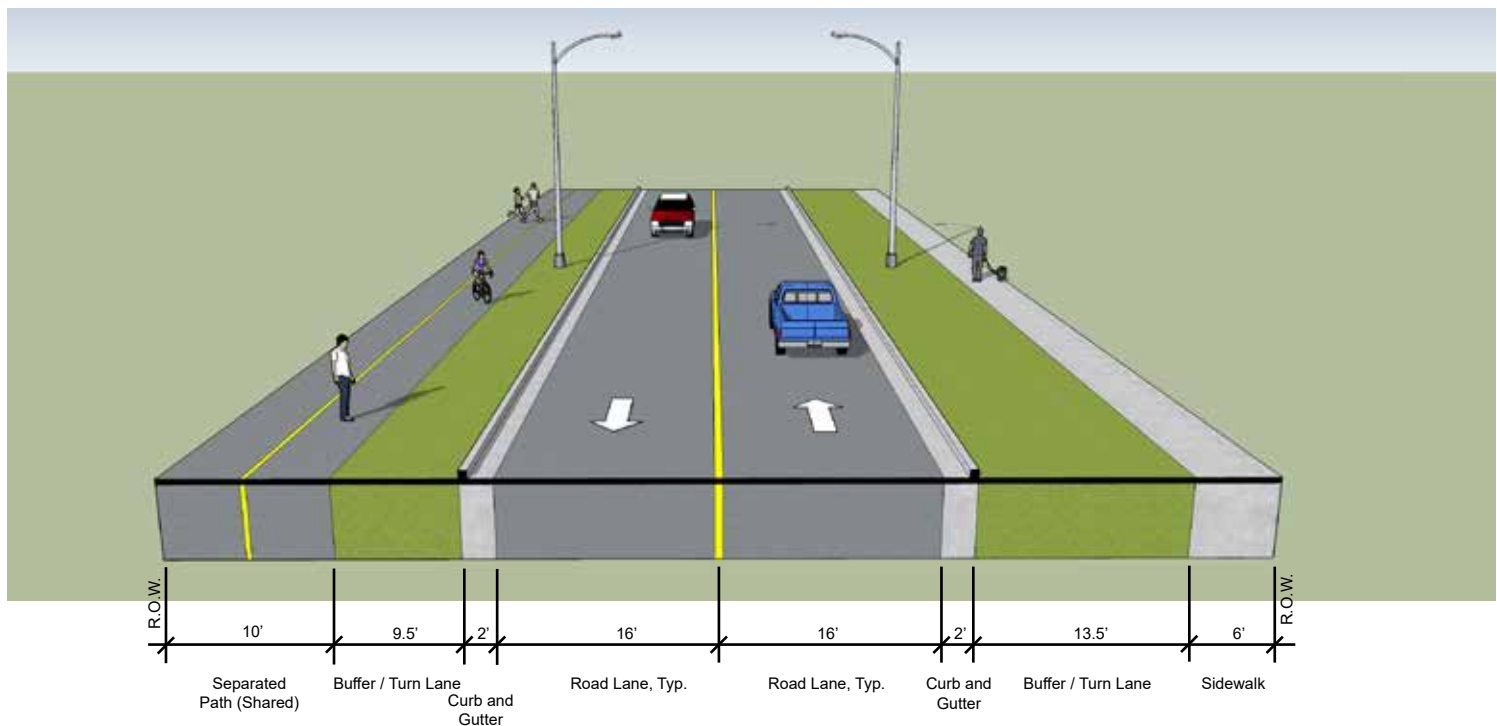 R.O.W.
R.O.W.
10’ 9.5’ 2’ 16’ 16’ 2’ 13.5’ 6’
Separated
Path (Shared)
Buffer / Turn Lane
Curb and
Gutter
Road Lane, Typ.
Road Lane, Typ.
Curb and
Gutter
Buffer / Turn Lane
Sidewalk